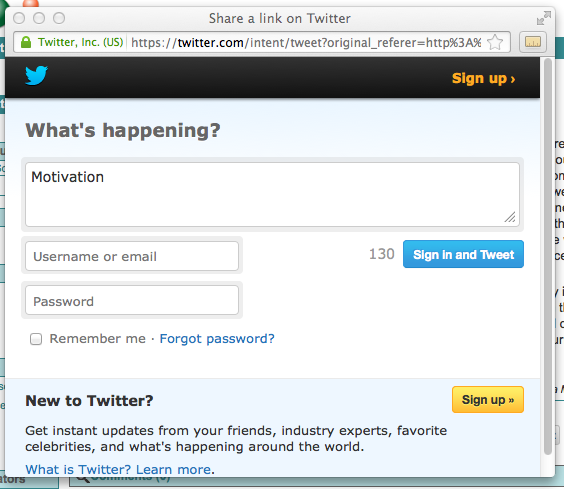 Share a link on Twitter
Twitter, Inc. (US) https://twitter.com/intent/tweet?original_referer=http%3A%
Sign up ›
What's happening?
Motivation
Username or email
130 Sign in and Tweet
Password
Remember me · Forgot password?
New to Twitter? Sign up »
Get instant updates from your friends, industry experts, favorite
celebrities, and what's happening around the world.
What is Twitter? Learn more.
Comments (0)